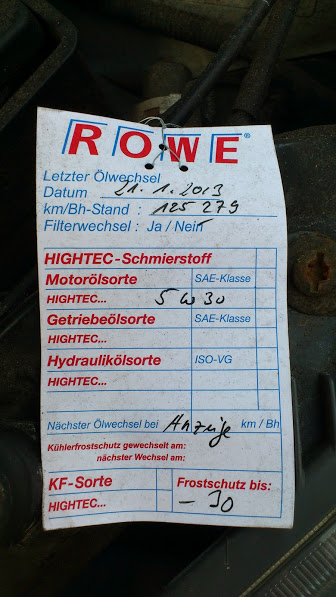 ROWE®
Letzter Ölwechsel
Datum 21.1.2013
km/Bh-Stand : 125 279
Filterwechsel : Ja / Nein
HIGHTEC-Schmierstoff
Motorölsorte SAE-Klasse
HIGHTEC... 5W30
Getriebeölsorte SAE-Klasse
HIGHTEC...
Hydraulikölsorte ISO-VG
HIGHTEC...
Nächster Ölwechsel bei Anzeige km / Bh
Kühlerfrostschutz gewechselt am:
nächster Wechsel am:
KF-Sorte Frostschutz bis:
HIGHTEC... -30